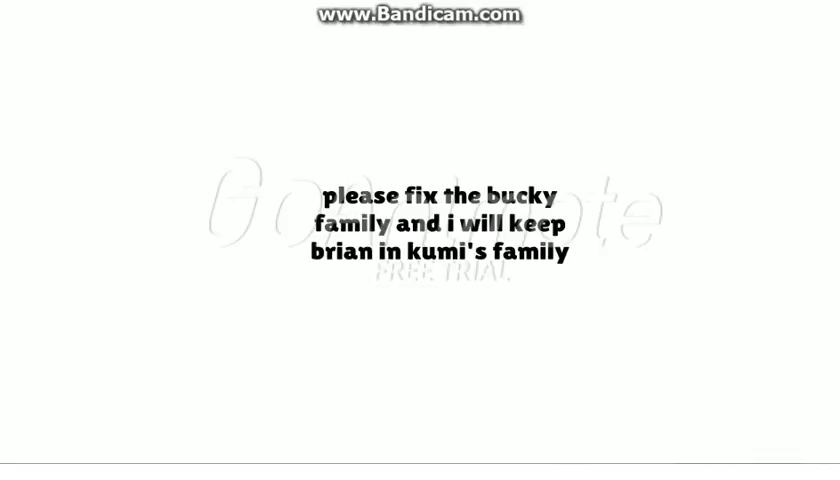 www.Bandicam.com
please fix the bucky
family and i will keep
brian in kumi's family
GoAnimate
FREE TRIAL